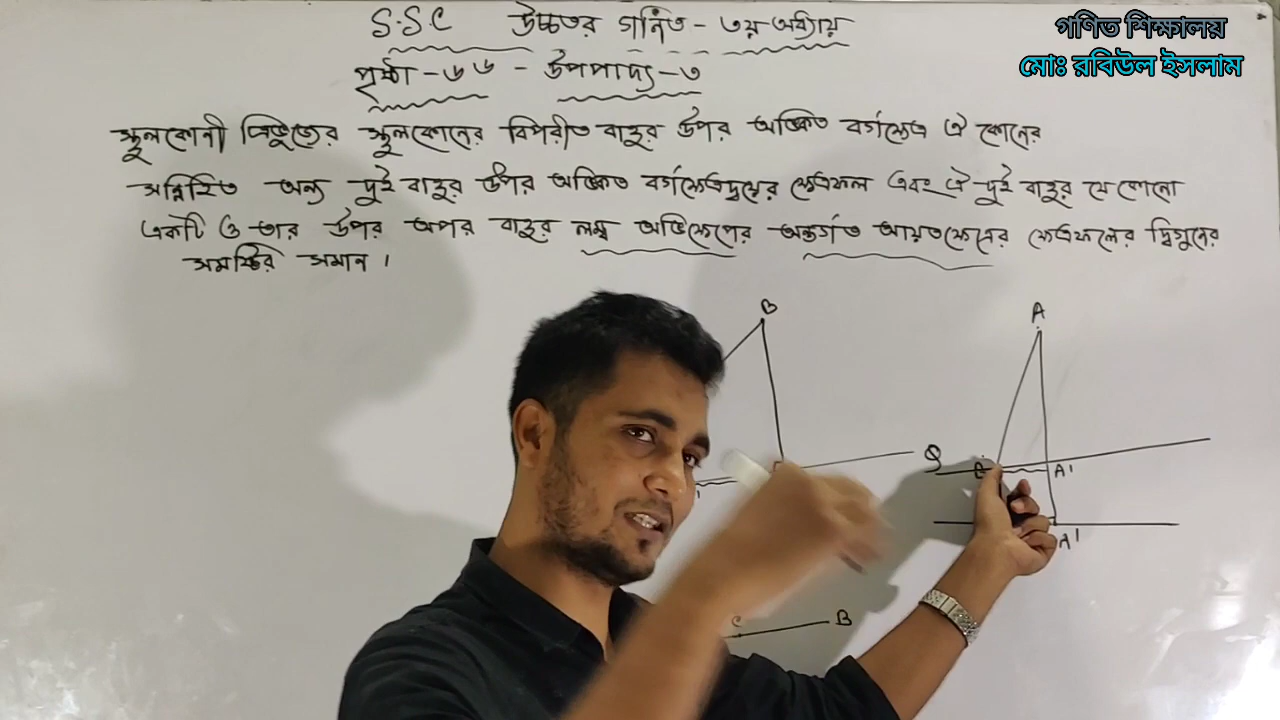 S.S.C উচ্চতর গণিত - ৩য় অধ্যায়
গণিত শিক্ষালয়
মোঃ রবিউল ইসলাম
পৃষ্ঠা - ৬৬ - উপপাদ্য - ৩
স্থূলকোণী ত্রিভুজের স্থূলকোণের বিপরীত বাহুর উপর অঙ্কিত বর্গক্ষেত্র ঐ কোণের
সন্নিহিত অন্য দুই বাহুর উপর অঙ্কিত বর্গক্ষেত্রদ্বয়ের ক্ষেত্রফল এবং ঐ দুই বাহুর যে কোনো
একটি ও তার উপর অপর বাহুর লম্ব অভিক্ষেপের অন্তর্গত আয়তক্ষেত্রের ক্ষেত্রফলের দ্বিগুনের
সমষ্টির সমান ।
B
A
A'
A'
C B